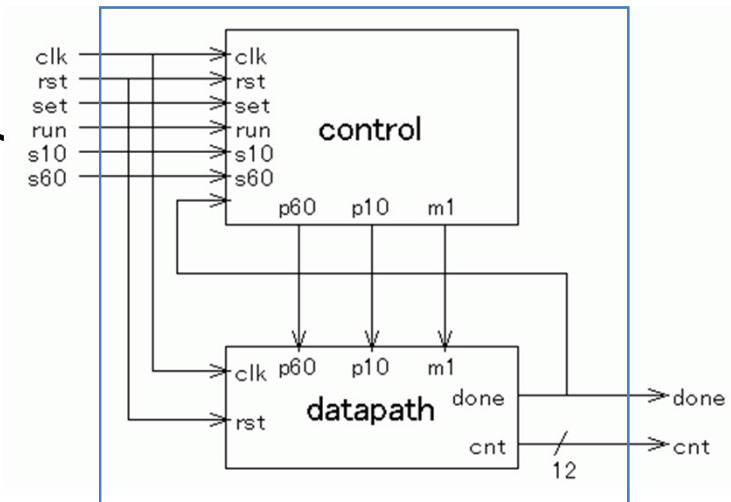 clk
rst
set
run
s10
s60
clk
rst
set
run
s10
s60
control
p60 p10 m1
clk p60 p10 m1
rst
datapath
done
cnt
12
done
cnt